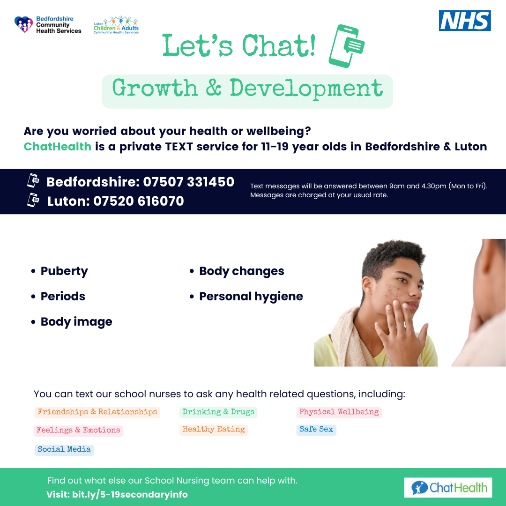 Bedfordshire
Community
Health Services
Luton
Children & Adults
Community Health Services
NHS
Let's Chat!
Growth & Development
Are you worried about your health or wellbeing?
ChatHealth is a private TEXT service for 11-19 year olds in Bedfordshire & Luton
Bedfordshire: 07507 331450
Luton: 07520 616070
Text messages will be answered between 9am and 4.30pm (Mon to Fri).
Messages are charged at your usual rate.
• Puberty
• Periods
• Body image
• Body changes
• Personal hygiene
You can text our school nurses to ask any health related questions, including:
Friendships & Relationships
Drinking & Drugs
Physical Wellbeing
Feelings & Emotions
Healthy Eating
Safe Sex
Social Media
Find out what else our School Nursing team can help with.
Visit: bit.ly/5-19secondaryinfo
ChatHealth